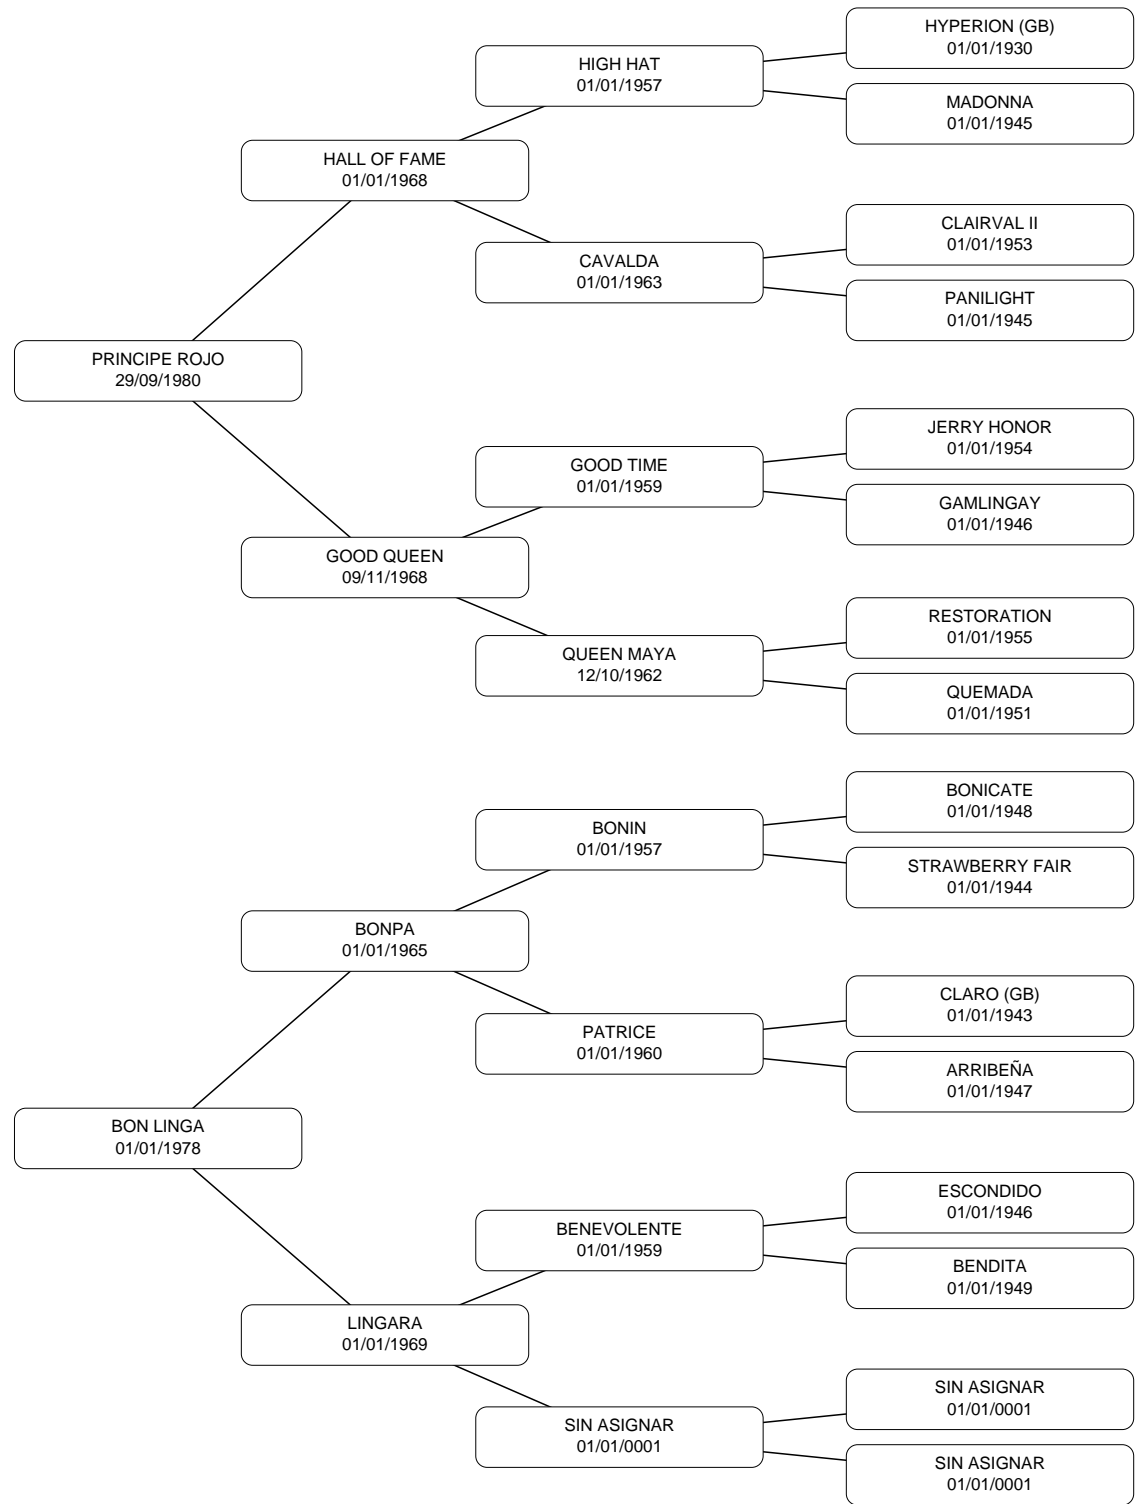 HYPERION (GB)
01/01/1930
HIGH HAT
01/01/1957
MADONNA
01/01/1945
HALL OF FAME
01/01/1968
CLAIRVAL II
01/01/1953
CAVALDA
01/01/1963
PANILIGHT
01/01/1945
PRINCIPE ROJO
29/09/1980
JERRY HONOR
01/01/1954
GOOD TIME
01/01/1959
GAMLINGAY
01/01/1946
GOOD QUEEN
09/11/1968
RESTORATION
01/01/1955
QUEEN MAYA
12/10/1962
QUEMADA
01/01/1951
BONICATE
01/01/1948
BONIN
01/01/1957
STRAWBERRY FAIR
01/01/1944
BONPA
01/01/1965
CLARO (GB)
01/01/1943
PATRICE
01/01/1960
ARRIBEÑA
01/01/1947
BON LINGA
01/01/1978
ESCONDIDO
01/01/1946
BENEVOLENTE
01/01/1959
BENDITA
01/01/1949
LINGARA
01/01/1969
SIN ASIGNAR
01/01/0001
SIN ASIGNAR
01/01/0001
SIN ASIGNAR
01/01/0001